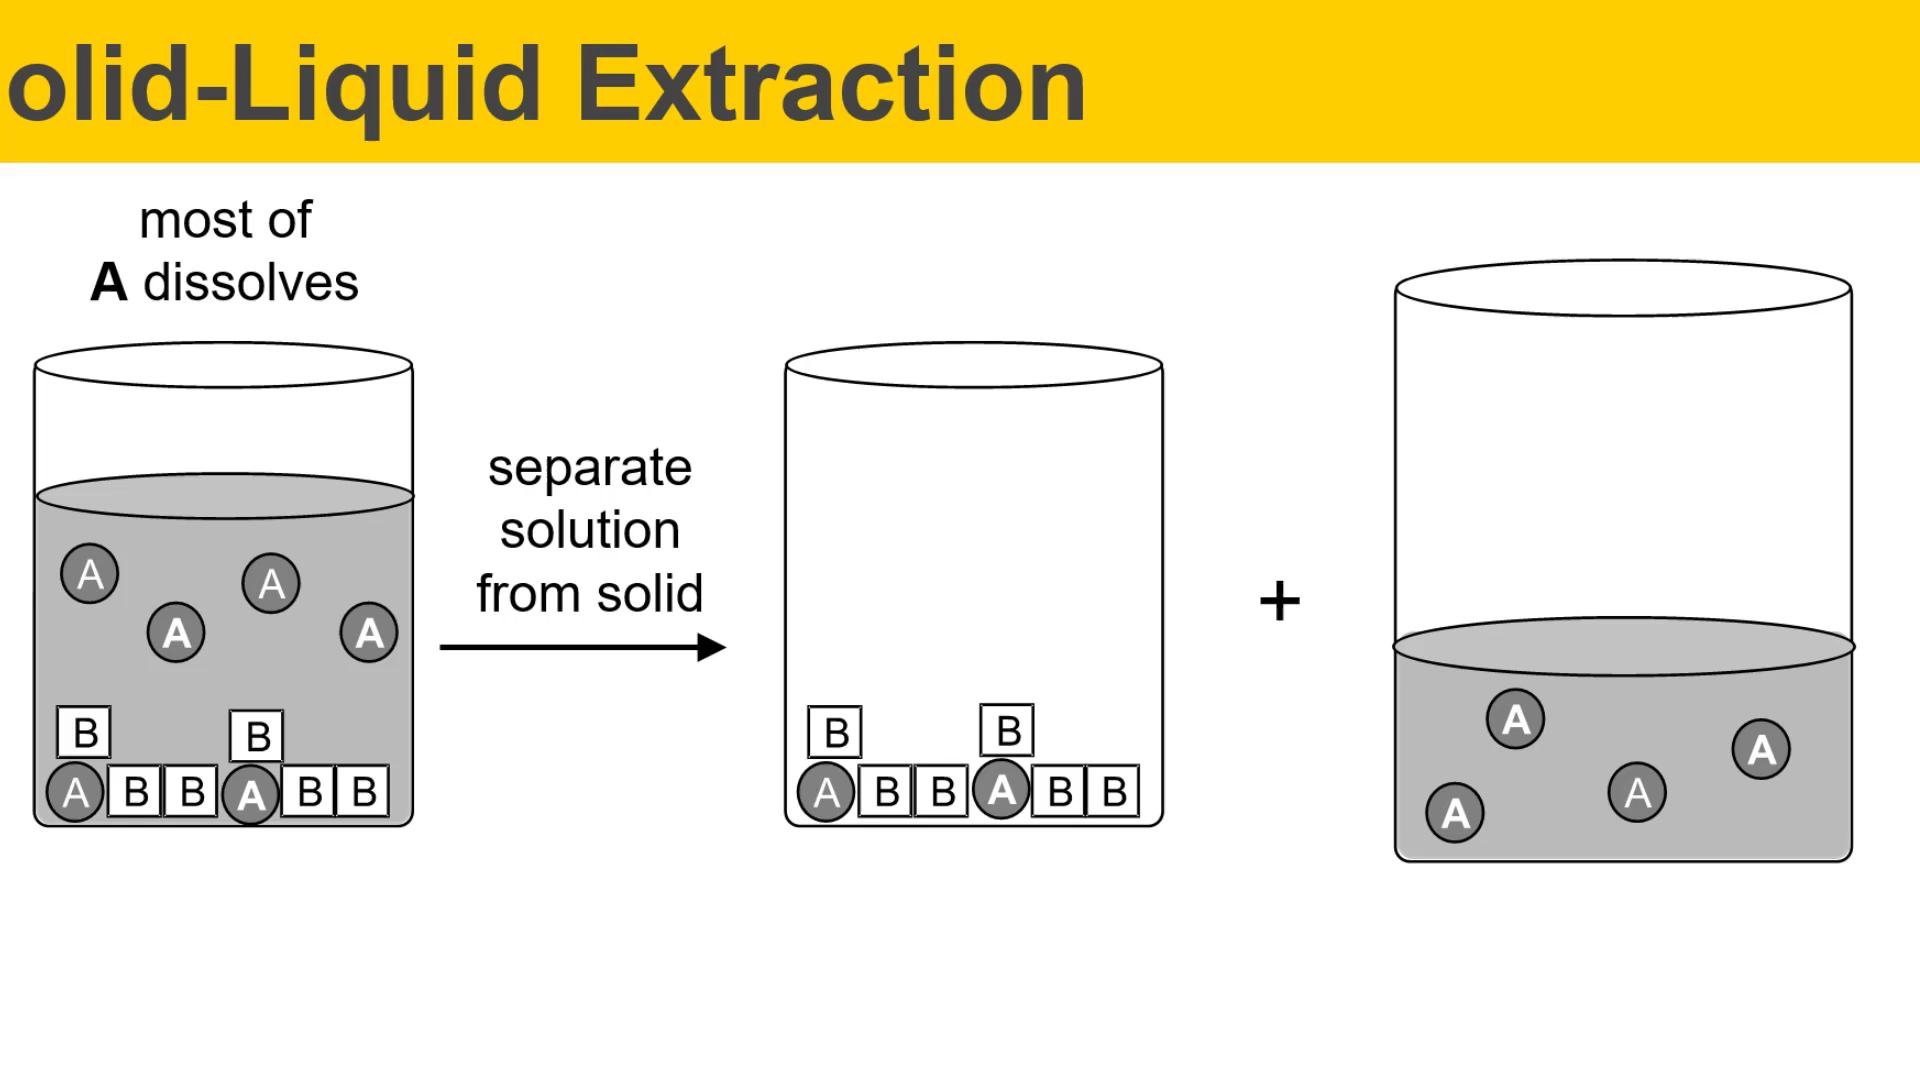 olid-Liquid Extraction
most of
A dissolves
separate
solution
from solid
+
A A
A A
B B
A B B A B B
B B
A B B A B B
A A
A A